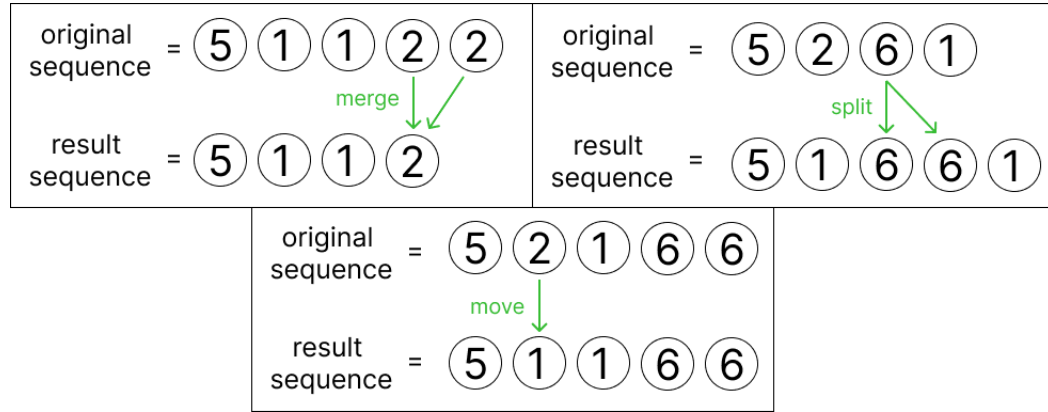 original sequence = 5 1 1 2 2
merge
result sequence = 5 1 1 2
original sequence = 5 2 6 1
split
result sequence = 5 1 6 6 1
original sequence = 5 2 1 6 6
move
result sequence = 5 1 1 6 6